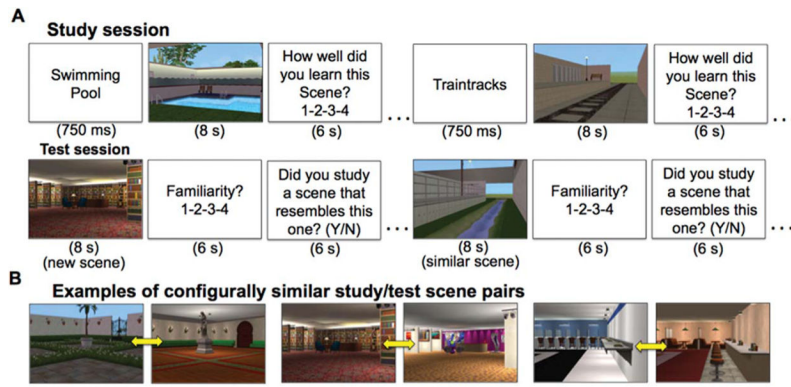 A
Study session
Swimming
Pool
How well did
you learn this
Scene?
1-2-3-4
...
Traintracks
How well did
you learn this
Scene?
1-2-3-4
..
(750 ms)
(8 s)
(6 s)
(750 ms)
(8 s)
(6 s)
Test session
Familiarity?
1-2-3-4
Did you study
a scene that
resembles this
one? (Y/N)
...
Familiarity?
1-2-3-4
Did you study
a scene that
resembles this
one? (Y/N)
...
(8 s)
(new scene)
(6 s)
(6 s)
(8 s)
(similar scene)
(6 s)
(6 s)
B
Examples of configurally similar study/test scene pairs